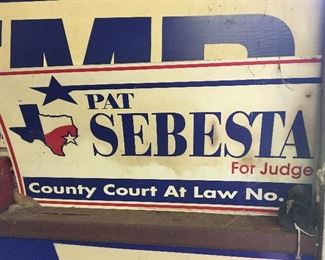 PAT
SEBESTA
For Judge
County Court At Law No.